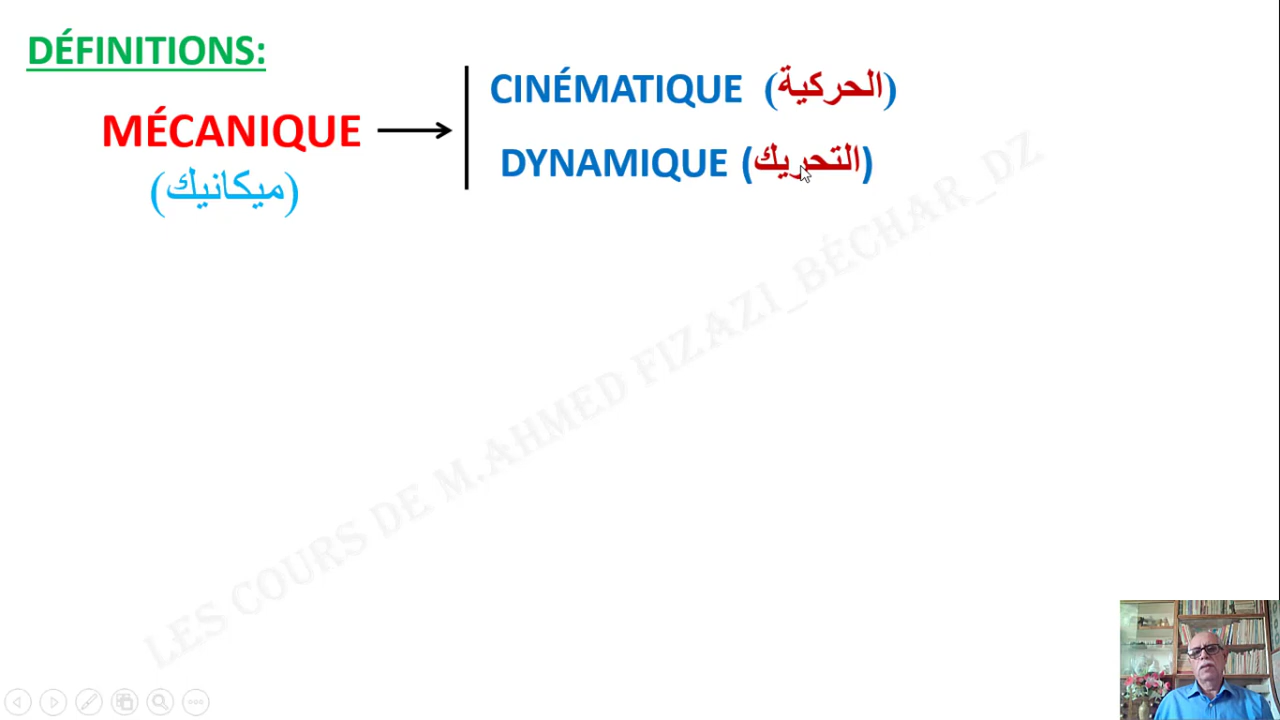 DÉFINITIONS:
CINÉMATIQUE (الحركية)
MÉCANIQUE
DYNAMIQUE (التحريك)
(ميكانيك)
LES COURS DE M.AHMED FIZAZI_BÉCHAR_DZ